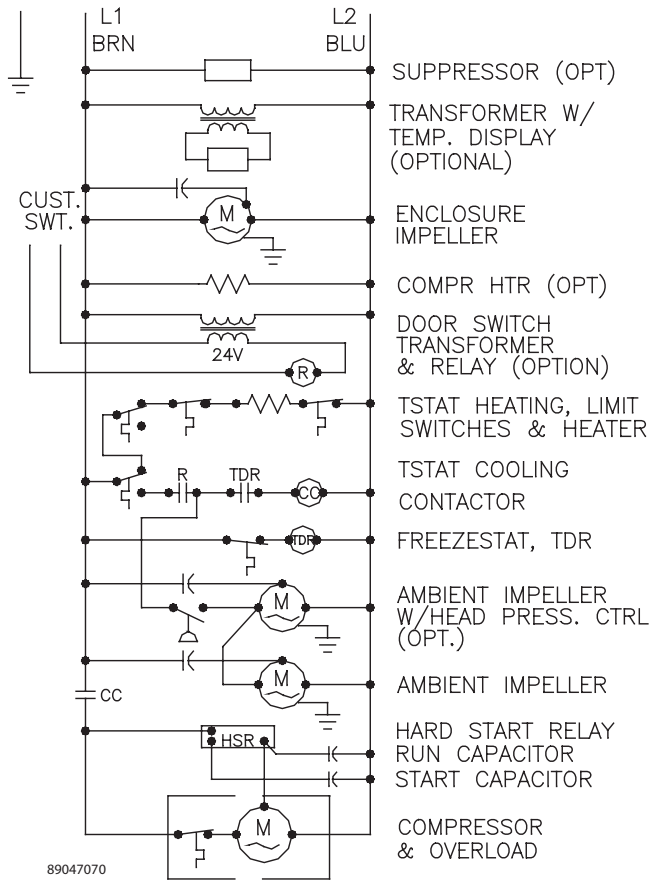 L1
L2
BRN
BLU
SUPPRESSOR (OPT)
TRANSFORMER W/
TEMP. DISPLAY
(OPTIONAL)
CUST.
SWT.
M
ENCLOSURE
IMPELLER
COMPR HTR (OPT)
DOOR SWITCH
TRANSFORMER
& RELAY (OPTION)
24V
R
TSTAT HEATING, LIMIT
SWITCHES & HEATER
TSTAT COOLING
R
TDR
CC
CONTACTOR
TDR
FREEZESTAT, TDR
M
AMBIENT IMPELLER
W/HEAD PRESS. CTRL
(OPT.)
M
AMBIENT IMPELLER
CC
HSR
HARD START RELAY
RUN CAPACITOR
START CAPACITOR
M
COMPRESSOR
& OVERLOAD
89047070